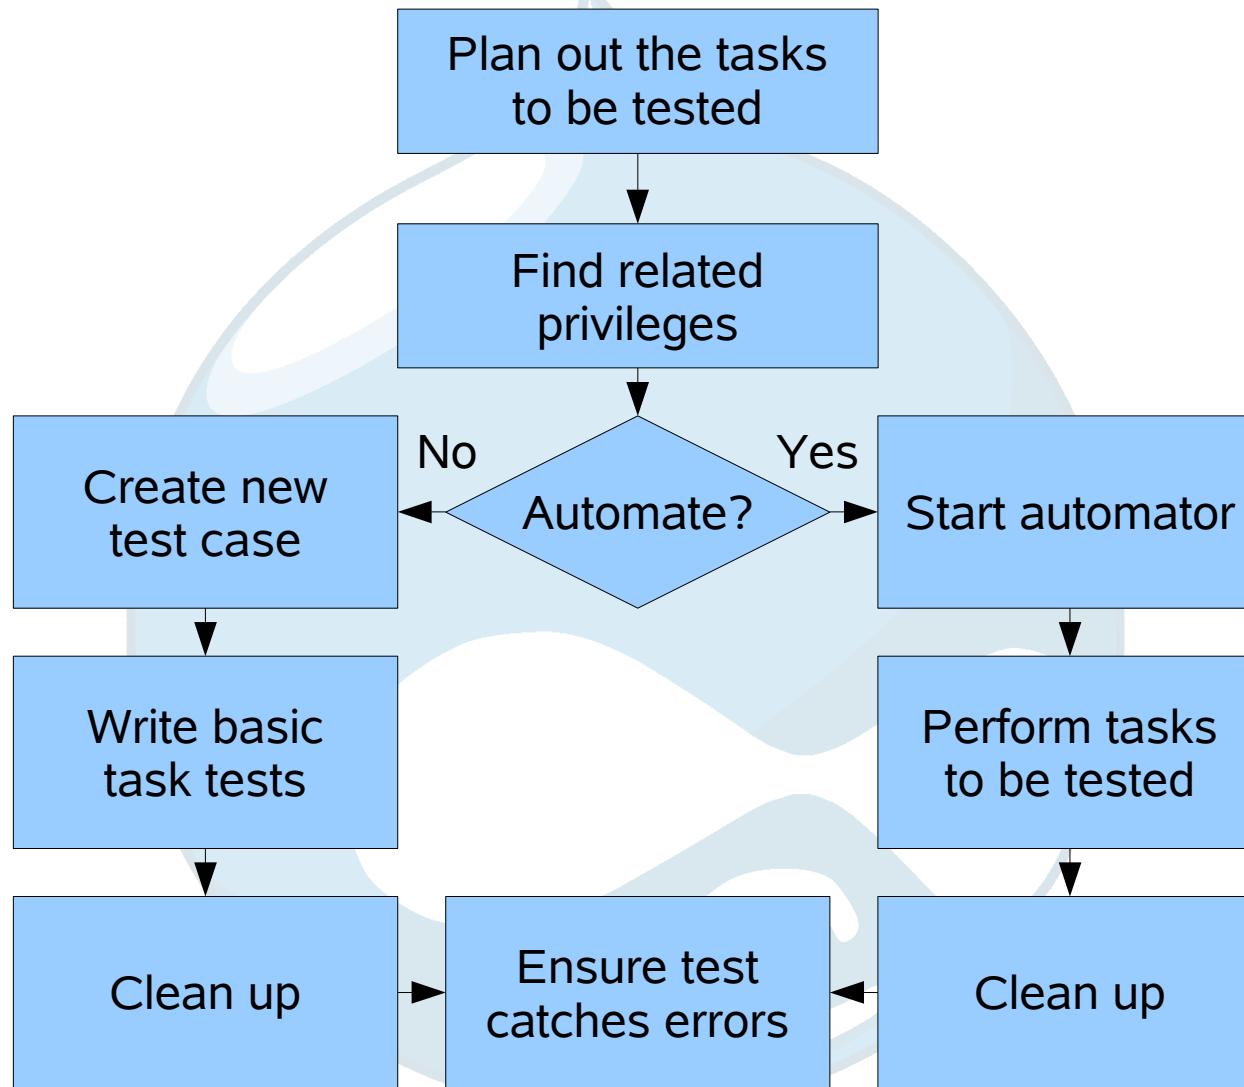 Plan out the tasks
to be tested
Find related
privileges
No
Yes
Create new
test case
Automate?
Start automator
Write basic
task tests
Perform tasks
to be tested
Clean up
Ensure test
catches errors
Clean up